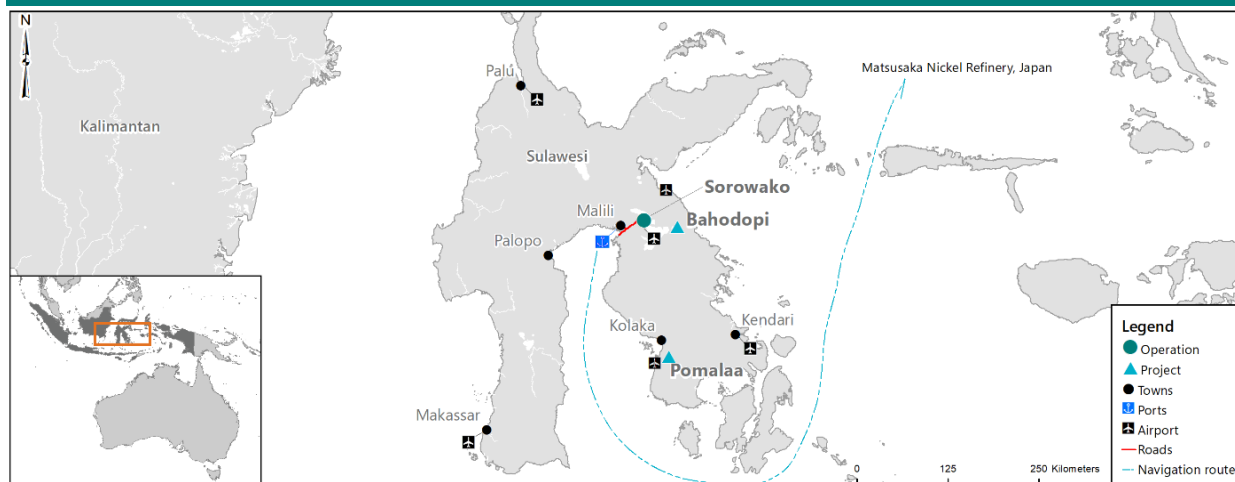 N
Matsusaka Nickel Refinery, Japan
Palú
Kalimantan
Sulawesi
Sorowako
Malili
Bahodopi
Palopo
Kolaka
Kendari
Pomalaa
Makassar
Legend
Operation
Project
Towns
Ports
Airport
Roads
Navigation route
0 125 250 Kilometers